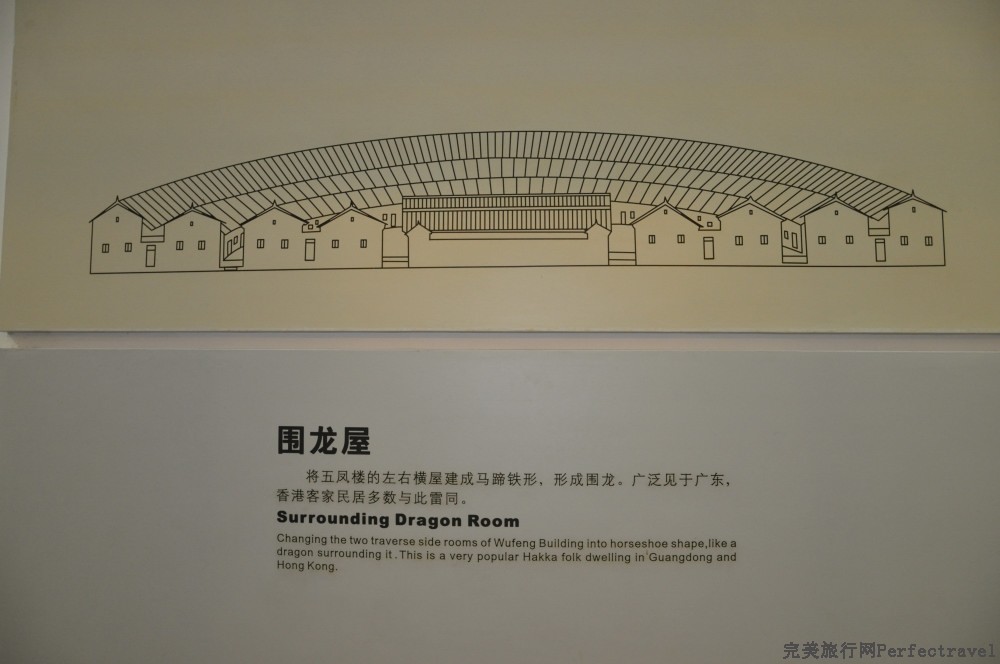 围龙屋
将五凤楼的左右横屋建成马蹄铁形，形成围龙。广泛见于广东，
香港客家民居多数与此雷同。
Surrounding Dragon Room
Changing the two traverse side rooms of Wufeng Building into horseshoe shape,like a
dragon surrounding it.This is a very popular Hakka folk dwelling in Guangdong and
Hong Kong.
完美旅行网Perfectravel